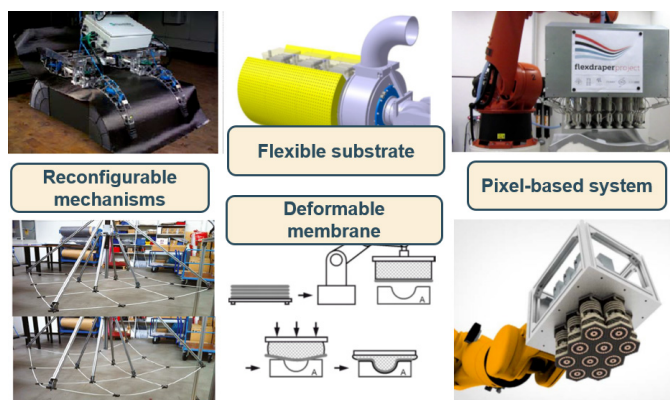 flexdraperproject
Flexible substrate
Reconfigurable
mechanisms
Pixel-based system
Deformable
membrane
A
A
A